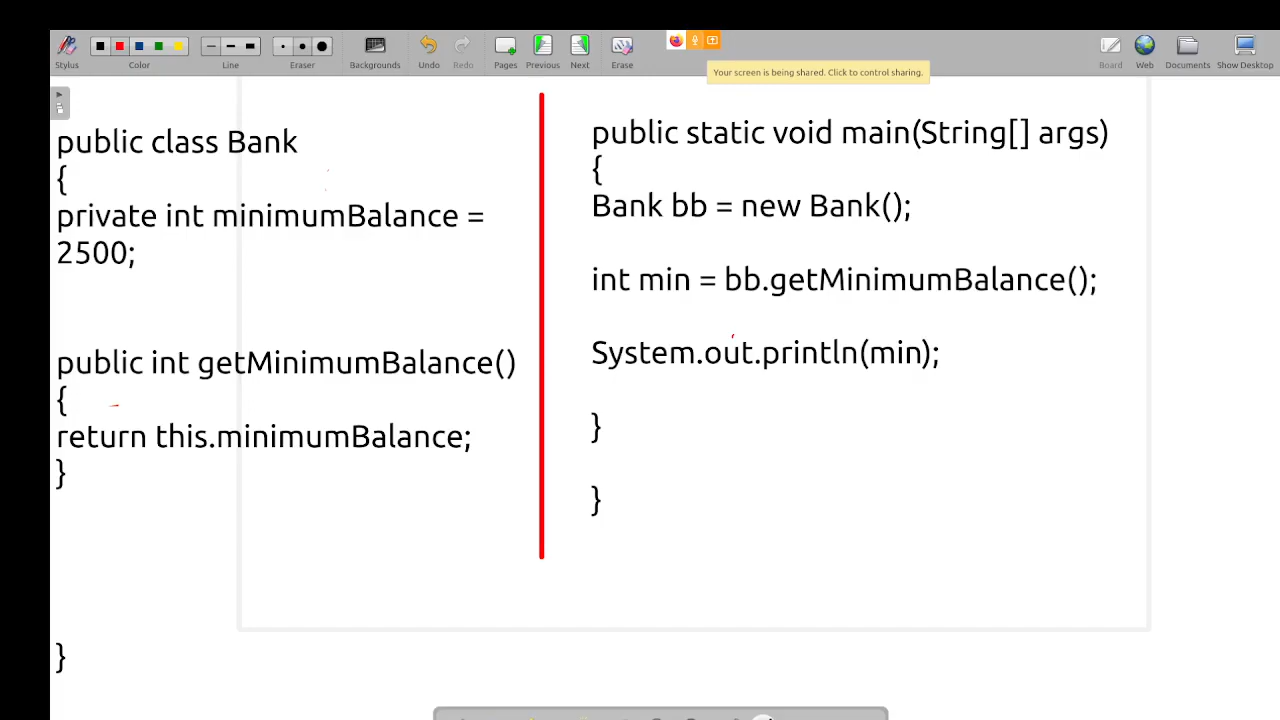 Stylus
Color
Line
Eraser
Backgrounds
Undo
Redo
Pages
Previous
Next
Erase
Board
Web
Documents
Show Desktop
Your screen is being shared. Click to control sharing.
public class Bank
{
private int minimumBalance =
2500;
public int getMinimumBalance()
{
return this.minimumBalance;
}
}
public static void main(String[] args)
{
Bank bb = new Bank();
int min = bb.getMinimumBalance();
System.out.println(min);
}
}